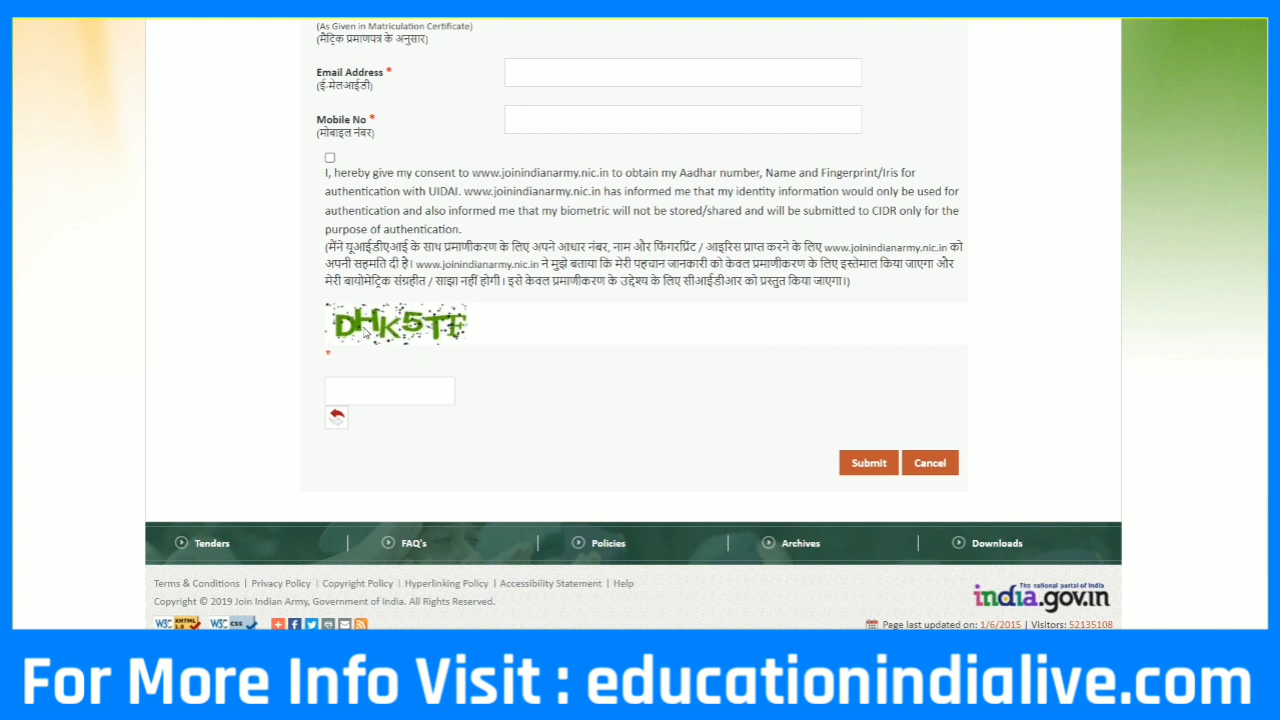 (As Given in Matriculation Certificate)
(मैट्रिक प्रमाणपत्र के अनुसार)
Email Address *
(ई-मेलआईडी)
Mobile No *
(मोबाइल नंबर)
I, hereby give my consent to www.joinindianarmy.nic.in to obtain my Aadhar number, Name and Fingerprint/Iris for
authentication with UIDAI. www.joinindianarmy.nic.in has informed me that my identity information would only be used for
authentication and also informed me that my biometric will not be stored/shared and will be submitted to CIDR only for the
purpose of authentication.
(मैंने यूआईडीएआई के साथ प्रमाणीकरण के लिए अपने आधार नंबर, नाम और फिंगरप्रिंट / आइरिस प्राप्त करने के लिए www.joinindianarmy.nic.in को
अपनी सहमति दी है। www.joinindianarmy.nic.in ने मुझे बताया कि मेरी पहचान जानकारी को केवल प्रमाणीकरण के लिए इस्तेमाल किया जाएगा और
मेरी बायोमेट्रिक संग्रहीत / साझा नहीं होगी। इसे केवल प्रमाणीकरण के उद्देश्य के लिए सीआईडीआर को प्रस्तुत किया जाएगा।)
DHK5TF
*
Submit Cancel
Tenders FAQ's Policies Archives Downloads
Terms & Conditions | Privacy Policy | Copyright Policy | Hyperlinking Policy | Accessibility Statement | Help
The national portal of India
india.gov.in
Copyright © 2019 Join Indian Army, Government of India. All Rights Reserved.
W3C XHTML 1.0 W3C css
Page last updated on: 1/6/2015 | Visitors: 52135108
For More Info Visit : educationindialive.com